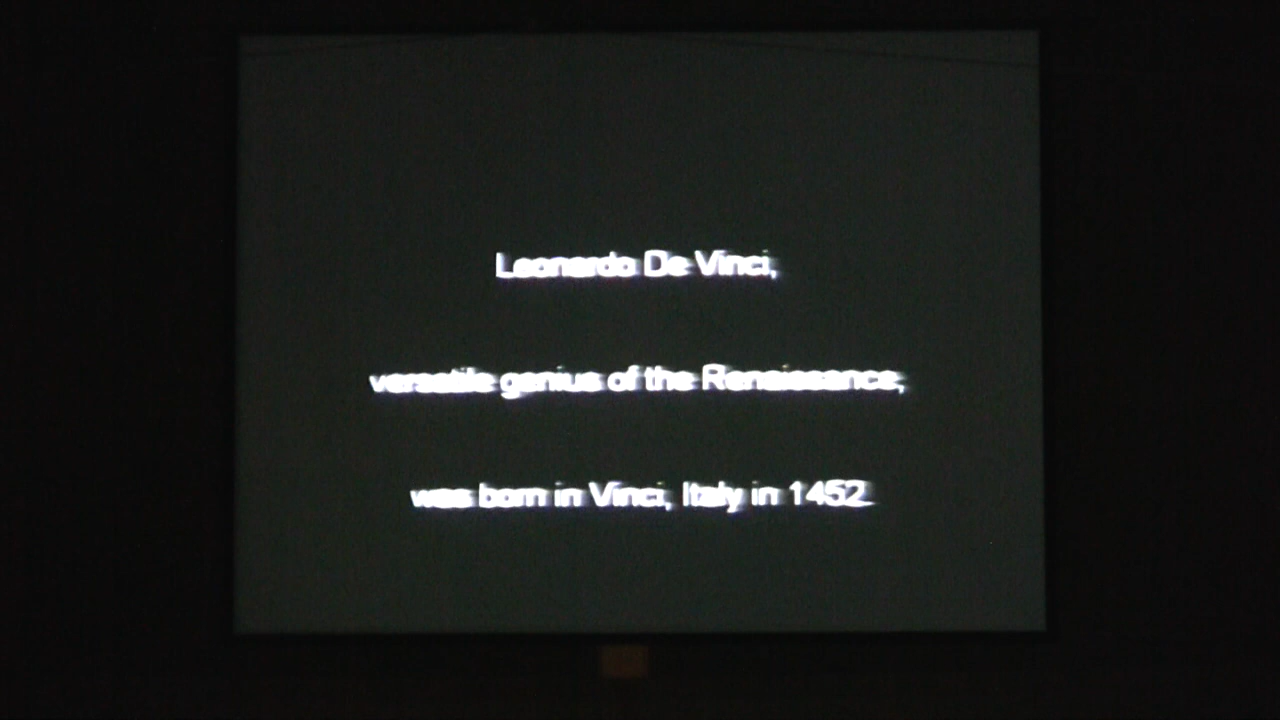 Leonardo De Vinci,
versatile genius of the Renaissance,
was born in Vinci, Italy in 1452